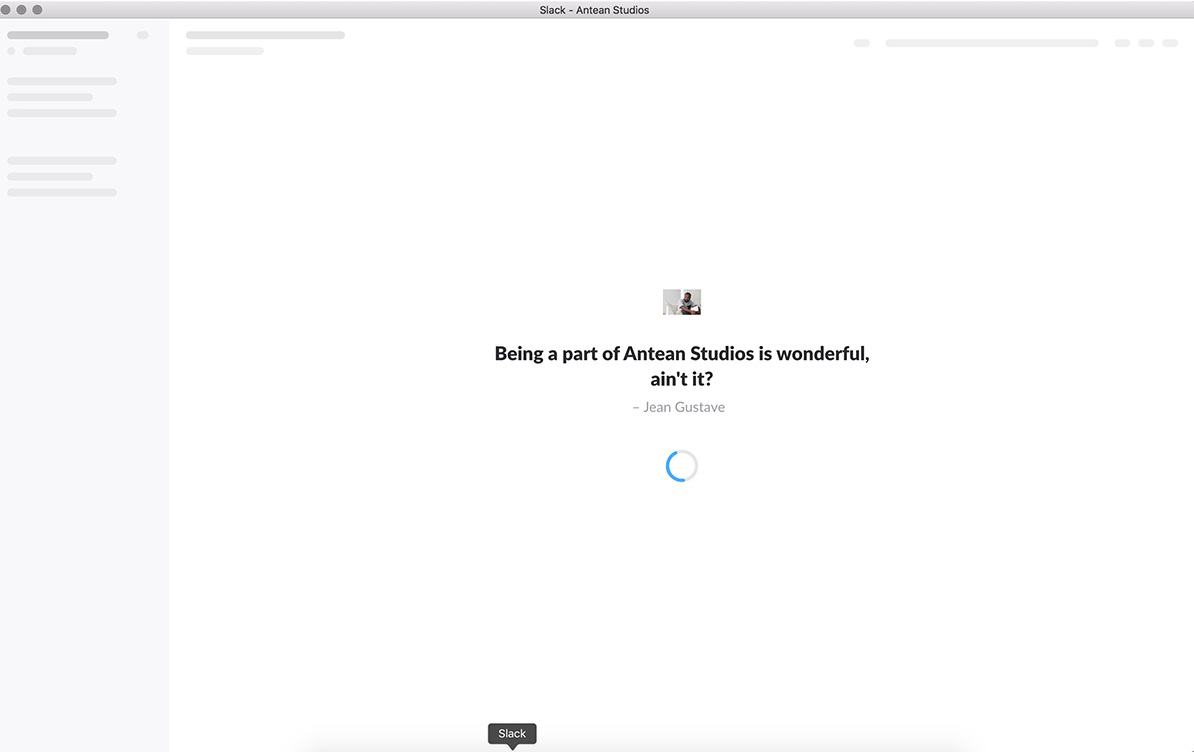 Slack - Antean Studios
Being a part of Antean Studios is wonderful,
ain't it?
– Jean Gustave
Slack